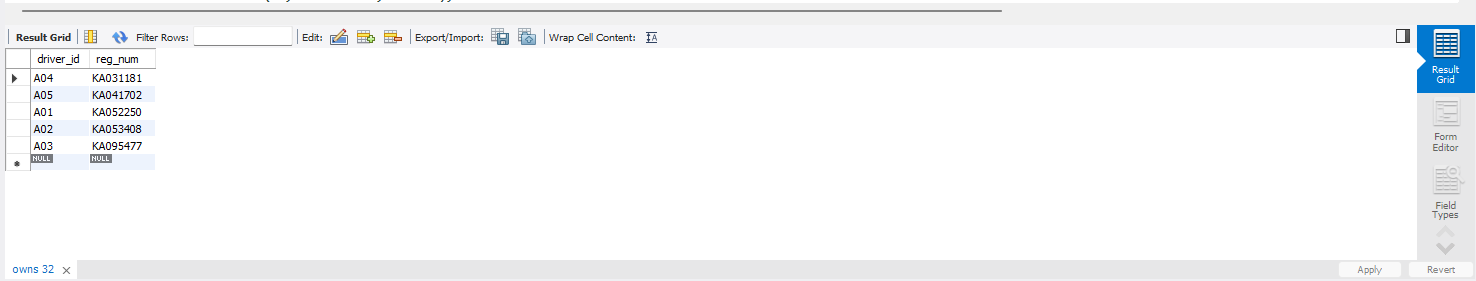 Result Grid Filter Rows: Edit: Export/Import: Wrap Cell Content:
driver_id reg_num
A04 KA031181
A05 KA041702
A01 KA052250
A02 KA053408
A03 KA095477
NULL NULL
Result
Grid
Form
Editor
Field
Types
owns 32
Apply Revert